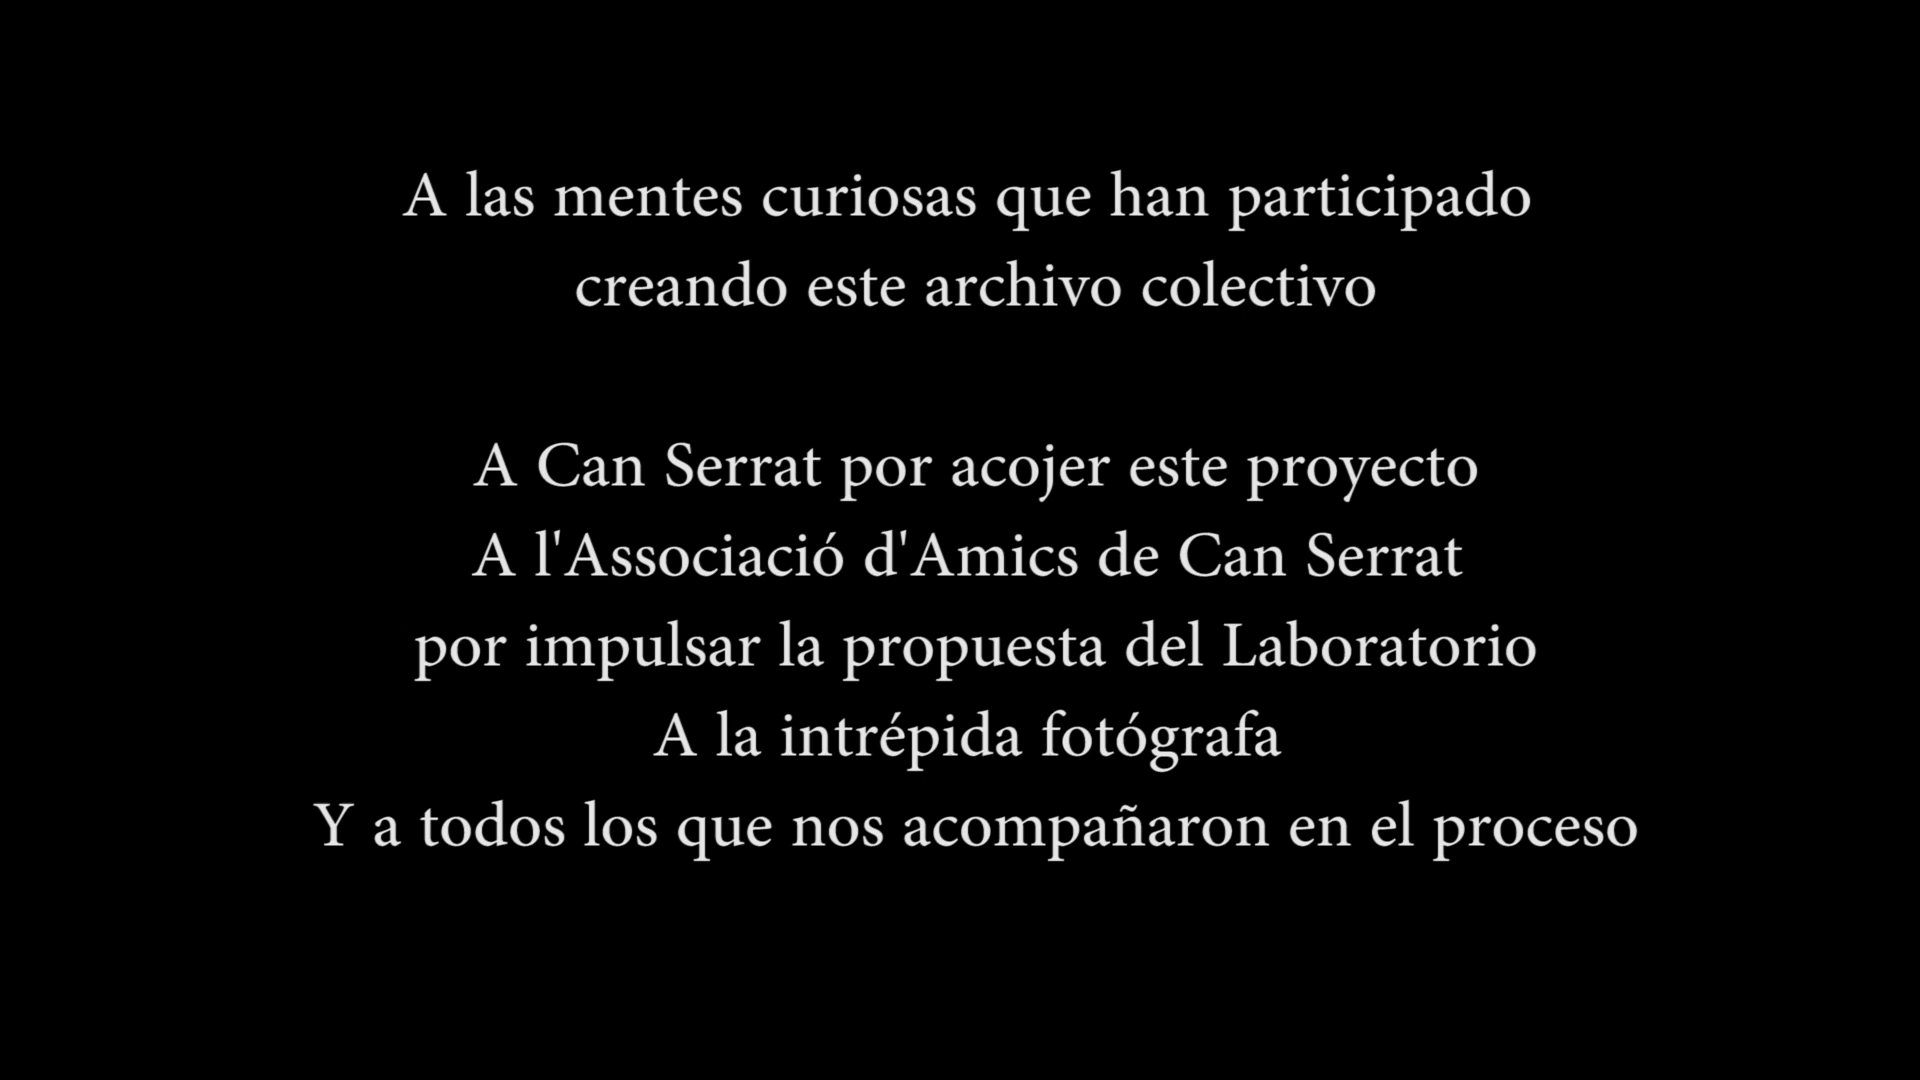 A las mentes curiosas que han participado
creando este archivo colectivo
A Can Serrat por acojer este proyecto
A l'Associació d'Amics de Can Serrat
por impulsar la propuesta del Laboratorio
A la intrépida fotógrafa
Y a todos los que nos acompañaron en el proceso